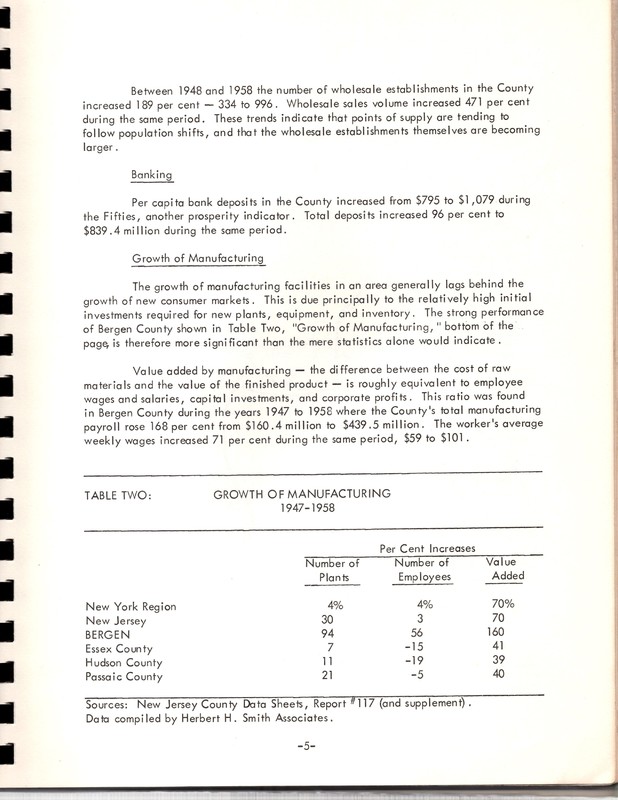 Between 1948 and 1958 the number of wholesale establishments in the County
increased 189 per cent — 334 to 996. Wholesale sales volume increased 471 per cent
during the same period. These trends indicate that points of supply are tending to
follow population shifts, and that the wholesale establishments themselves are becoming
larger.
Banking
Per capita bank deposits in the County increased from $795 to $1,079 during
the Fifties, another prosperity indicator. Total deposits increased 96 per cent to
$839.4 million during the same period.
Growth of Manufacturing
The growth of manufacturing facilities in an area generally lags behind the
growth of new consumer markets. This is due principally to the relatively high initial
investments required for new plants, equipment, and inventory. The strong performance
of Bergen County shown in Table Two, "Growth of Manufacturing," bottom of the
page, is therefore more significant than the mere statistics alone would indicate.
Value added by manufacturing — the difference between the cost of raw
materials and the value of the finished product — is roughly equivalent to employee
wages and salaries, capital investments, and corporate profits. This ratio was found
in Bergen County during the years 1947 to 1958 where the County's total manufacturing
payroll rose 168 per cent from $160.4 million to $439.5 million. The worker's average
weekly wages increased 71 per cent during the same period, $59 to $101.
TABLE TWO: GROWTH OF MANUFACTURING
1947-1958
Per Cent Increases
Number of Number of Value
Plants Employees Added
New York Region 4% 4% 70%
New Jersey 30 3 70
BERGEN 94 56 160
Essex County 7 -15 41
Hudson County 11 -19 39
Passaic County 21 -5 40
Sources: New Jersey County Data Sheets, Report #117 (and supplement).
Data compiled by Herbert H. Smith Associates.
-5-